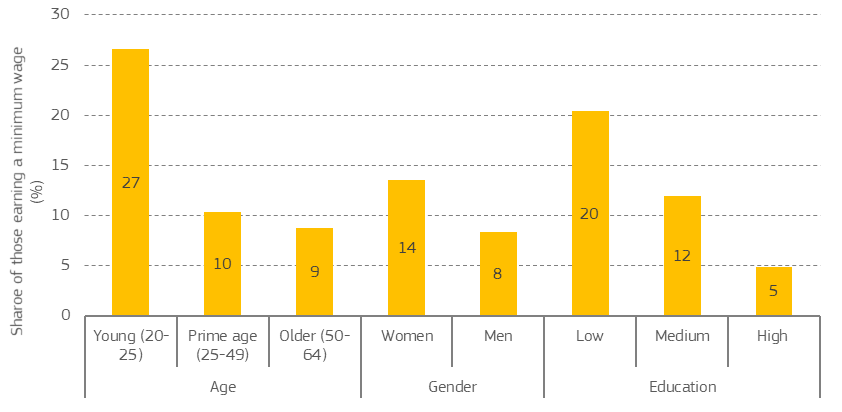 Sharoe of those earning a minimum wage
(%)
30
25
20
15
10
5
0
27
10
9
14
8
20
12
5
Young (20-
25)
Prime age
(25-49)
Older (50-
64)
Women
Men
Low
Medium
High
Age
Gender
Education